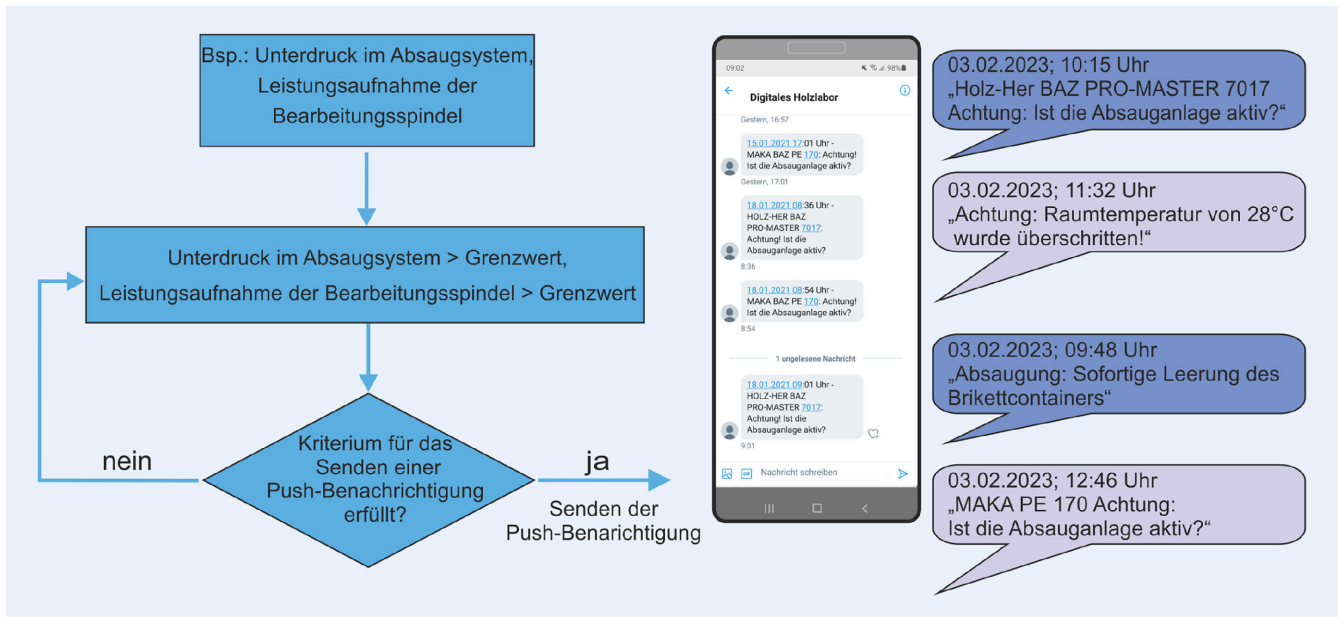 Bsp.: Unterdruck im Absaugsystem,
Leistungsaufnahme der
Bearbeitungsspindel
Unterdruck im Absaugsystem > Grenzwert,
Leistungsaufnahme der Bearbeitungsspindel > Grenzwert
Kriterium für das
Senden einer
Push-Benachrichtigung
erfüllt?
nein
ja
Senden der
Push-Benarichtigung
09:02
98%
Digitales Holzlabor
Gestern, 16:57
15.01.2021 17:01 Uhr -
MAKA BAZ PE 170: Achtung!
Ist die Absauganlage aktiv?
Gestern, 17:01
18.01.2021 08:36 Uhr -
HOLZ-HER BAZ
PRO-MASTER 7017:
Achtung! Ist die
Absauganlage aktiv?
8:36
18.01.2021 08:54 Uhr -
MAKA BAZ PE 170: Achtung!
Ist die Absauganlage aktiv?
8:54
1 ungelesene Nachricht
18.01.2021 09:01 Uhr -
HOLZ-HER BAZ
PRO-MASTER 7017:
Achtung! Ist die
Absauganlage aktiv?
9:01
GIF
Nachricht schreiben
03.02.2023; 10:15 Uhr
„Holz-Her BAZ PRO-MASTER 7017
Achtung: Ist die Absauganlage aktiv?“
03.02.2023; 11:32 Uhr
„Achtung: Raumtemperatur von 28°C
wurde überschritten!“
03.02.2023; 09:48 Uhr
„Absaugung: Sofortige Leerung des
Brikettcontainers“
03.02.2023; 12:46 Uhr
„MAKA PE 170 Achtung:
Ist die Absauganlage aktiv?“